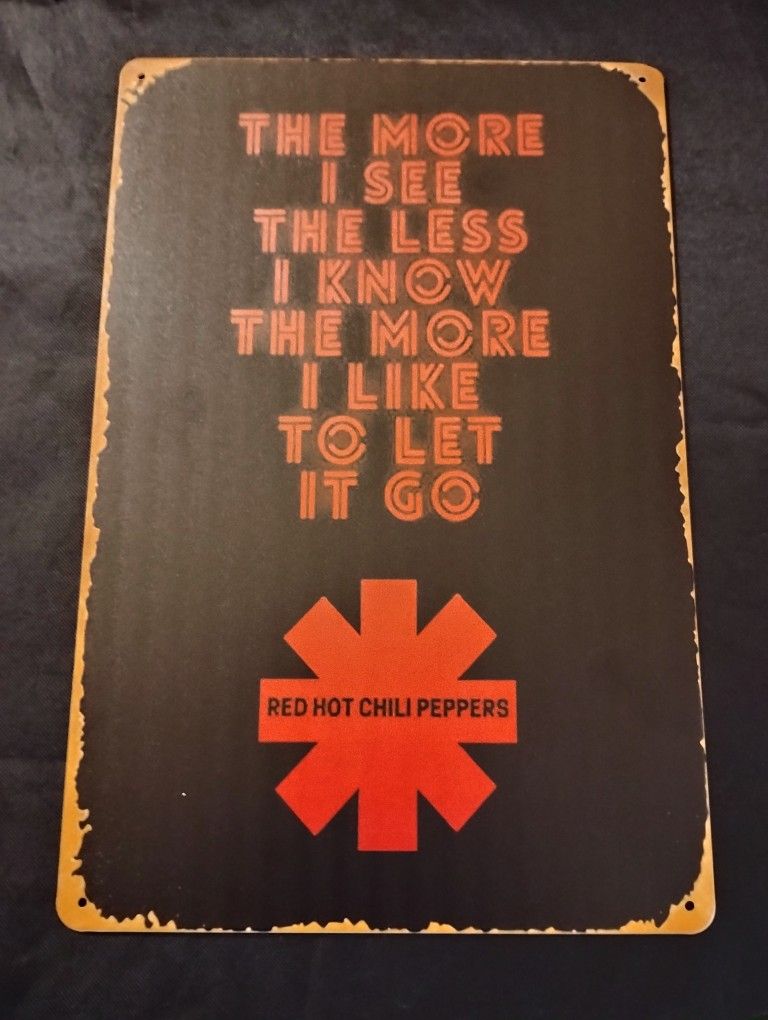 THE MORE
I SEE
THE LESS
I KNOW
THE MORE
I LIKE
TO LET
IT GO
RED HOT CHILI PEPPERS